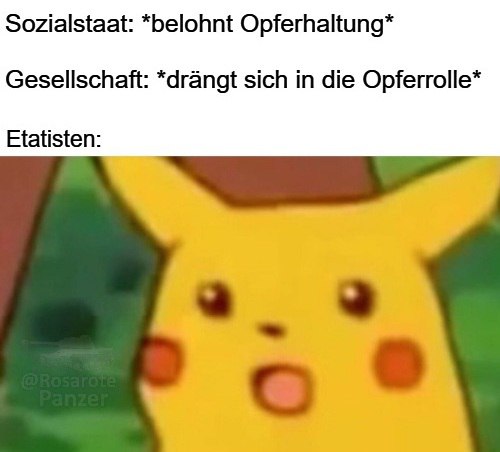 Sozialstaat: *belohnt Opferhaltung*
Gesellschaft: *drängt sich in die Opferrolle*
Etatisten:
@Rosarote
Panzer